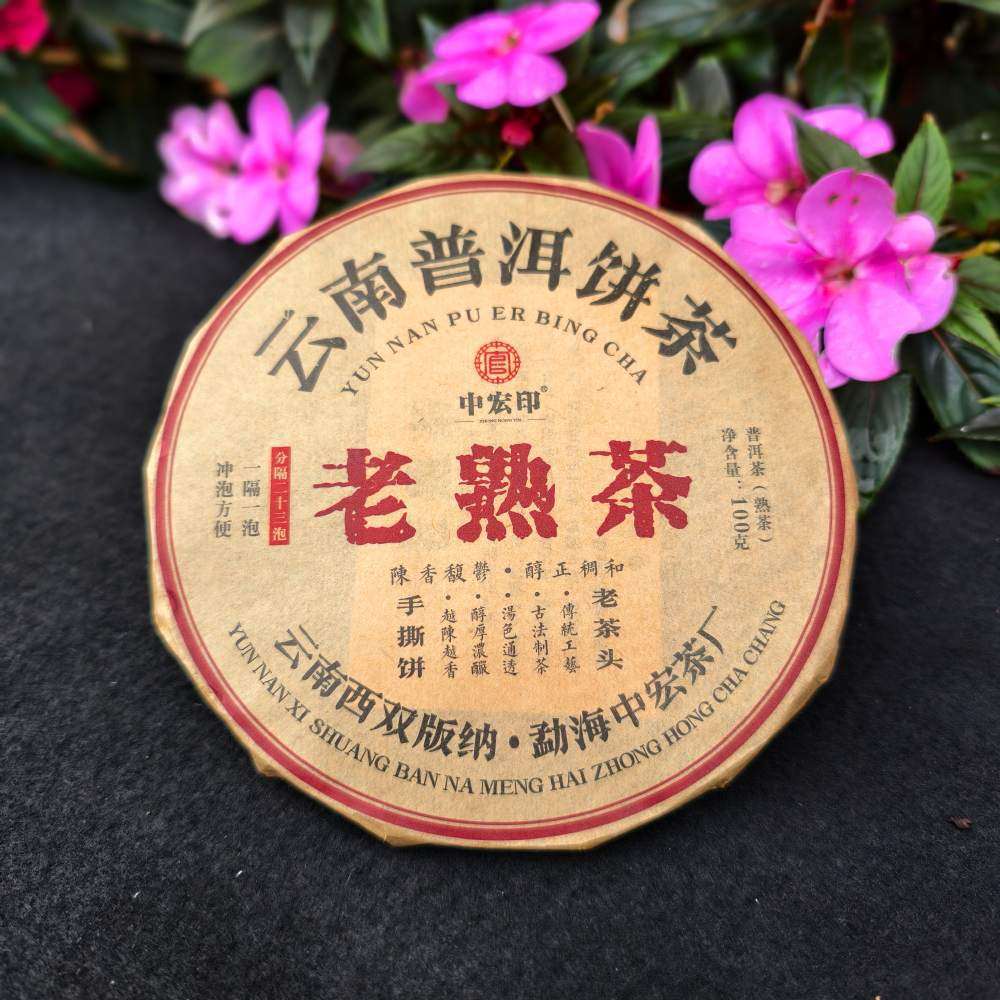 云南普洱饼茶
YUN NAN PU ER BING CHA
中宏印®
ZHONG HONG YIN
老熟茶
分隔二十三泡
一隔一泡
冲泡方便
普洱茶（熟茶）
净含量：100克
陳香馥鬱·醇正稠和
老茶头
·傳統工藝
·古法制茶
·湯色通透
·醇厚濃釅
·越陳越香
手撕饼
云南西双版纳·勐海中宏茶厂
YUN NAN XI SHUANG BAN NA MENG HAI ZHONG HONG CHA CHANG